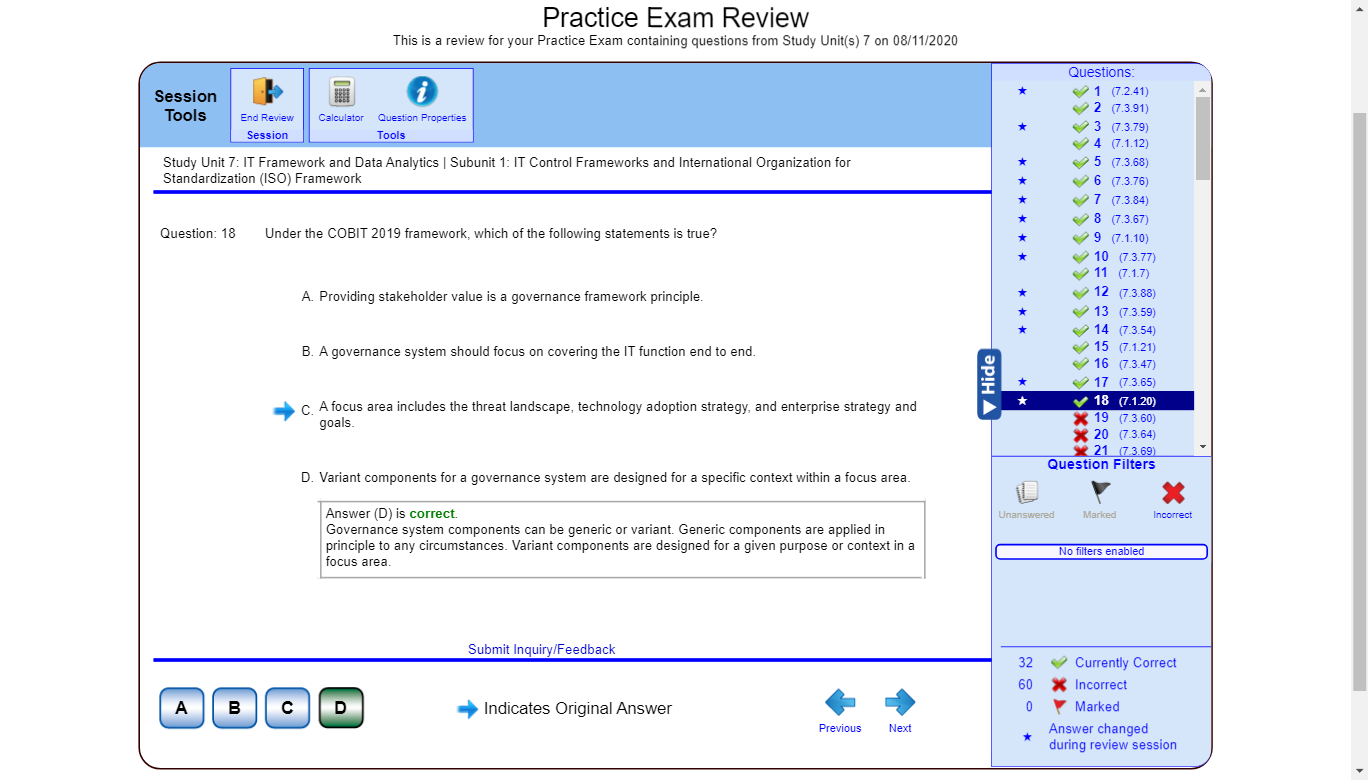 Practice Exam Review
This is a review for your Practice Exam containing questions from Study Unit(s) 7 on 08/11/2020
Session
Tools
End Review
Session
Calculator
Question Properties
Tools
Study Unit 7: IT Framework and Data Analytics | Subunit 1: IT Control Frameworks and International Organization for
Standardization (ISO) Framework
Question: 18 Under the COBIT 2019 framework, which of the following statements is true?
A. Providing stakeholder value is a governance framework principle.
B. A governance system should focus on covering the IT function end to end.
C. A focus area includes the threat landscape, technology adoption strategy, and enterprise strategy and
goals.
D. Variant components for a governance system are designed for a specific context within a focus area.
Answer (D) is correct.
Governance system components can be generic or variant. Generic components are applied in
principle to any circumstances. Variant components are designed for a given purpose or context in a
focus area.
Submit Inquiry/Feedback
A B C D
Indicates Original Answer
Previous
Next
Hide
Questions:
1 (7.2.41)
2 (7.3.91)
3 (7.3.79)
4 (7.1.12)
5 (7.3.68)
6 (7.3.76)
7 (7.3.84)
8 (7.3.67)
9 (7.1.10)
10 (7.3.77)
11 (7.1.7)
12 (7.3.88)
13 (7.3.59)
14 (7.3.54)
15 (7.1.21)
16 (7.3.47)
17 (7.3.65)
18 (7.1.20)
19 (7.3.60)
20 (7.3.64)
21 (7.3.69)
Question Filters
Unanswered
Marked
Incorrect
No filters enabled
32 Currently Correct
60 Incorrect
0 Marked
Answer changed
during review session